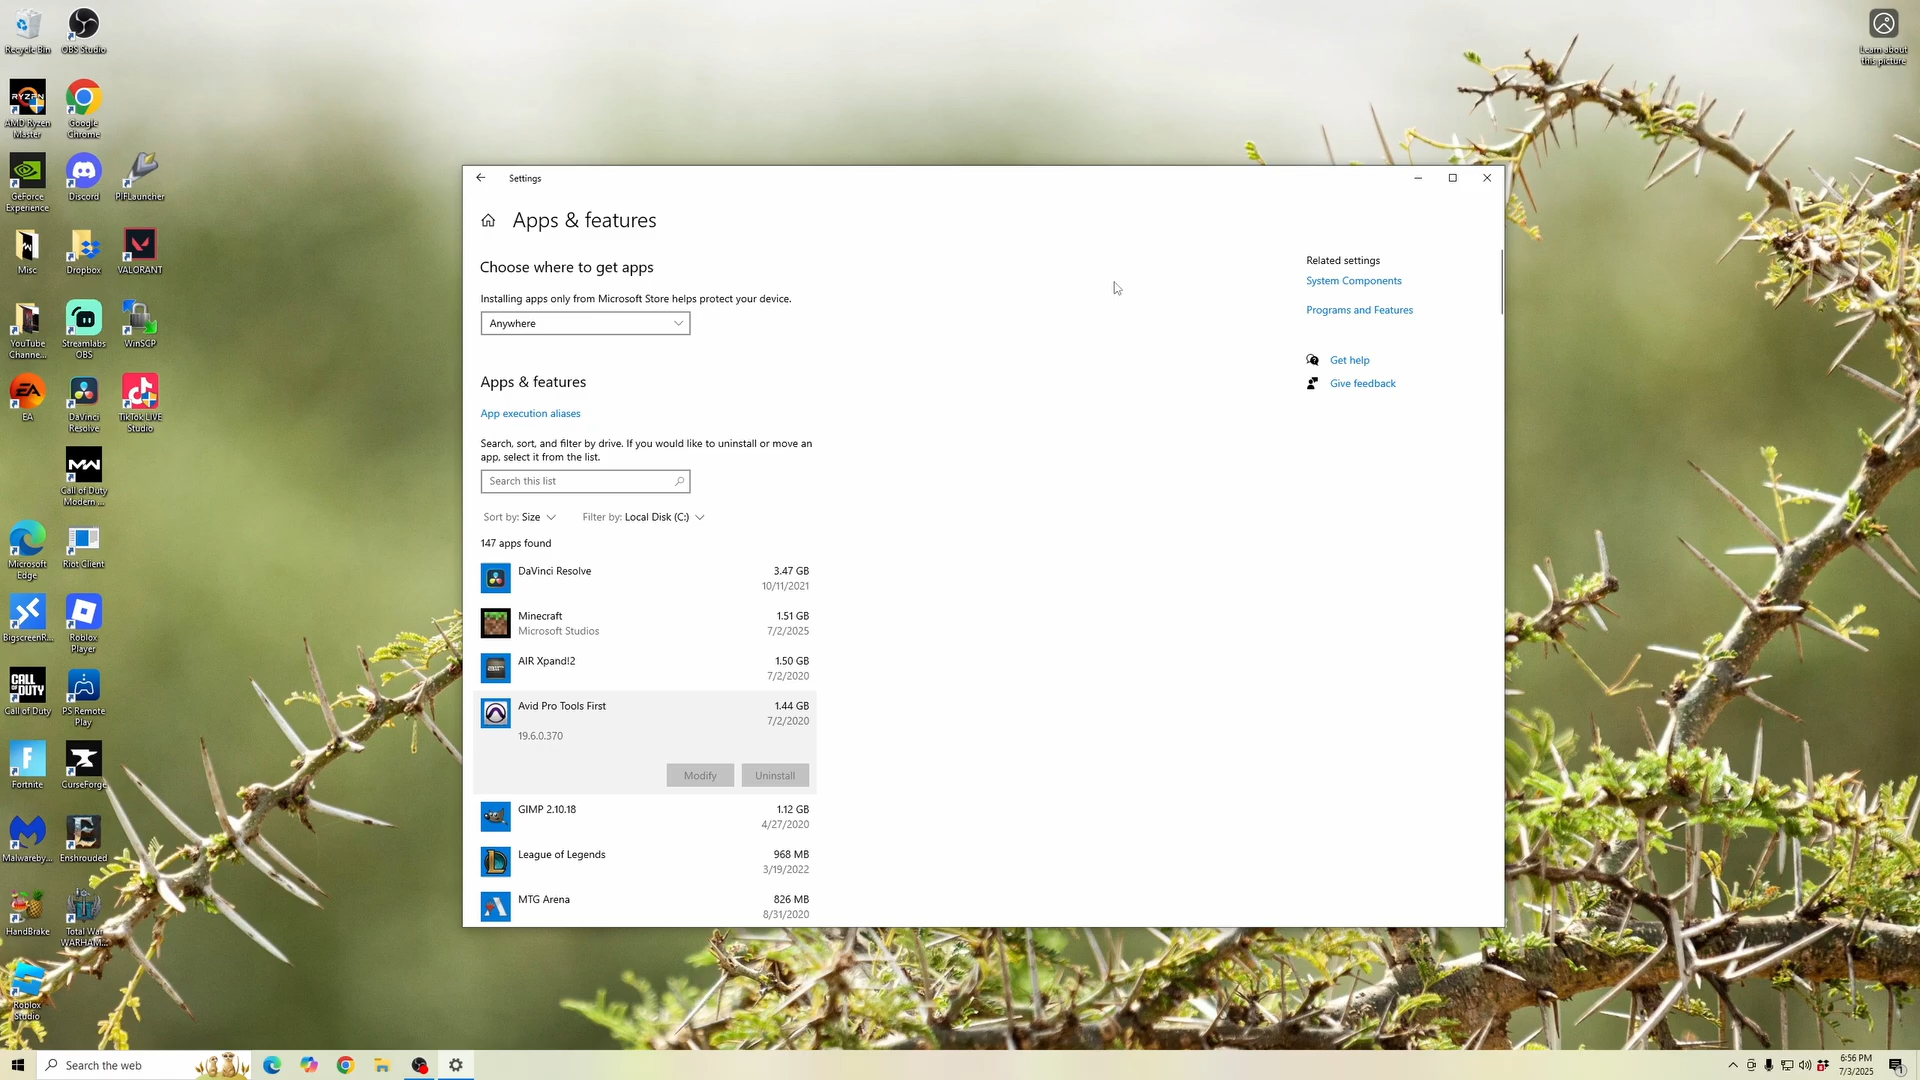 Recycle Bin
OBS Studio
Learn about
this picture
RYZEN
AMD Ryzen
Master
Google
Chrome
GeForce
Experience
Discord
PIFLauncher
Misc
Dropbox
VALORANT
YouTube
Channe...
Streamlabs
OBS
WinSCP
EA
EA
DaVinci
Resolve
TikTok LIVE
Studio
Call of Duty
Modern ...
Microsoft
Edge
Riot Client
BigscreenR...
Roblox
Player
CALL
OF DUTY
Call of Duty
PS Remote
Play
Fortnite
CurseForge
Malwareby...
Enshrouded
HandBrake
Total War
WARHAM...
Roblox
Studio
Settings
Apps & features
Choose where to get apps
Installing apps only from Microsoft Store helps protect your device.
Anywhere
Apps & features
App execution aliases
Search, sort, and filter by drive. If you would like to uninstall or move an
app, select it from the list.
Search this list
Sort by: Size
Filter by: Local Disk (C:)
147 apps found
DaVinci Resolve
3.47 GB
10/11/2021
Minecraft
1.51 GB
Microsoft Studios
7/2/2025
AIR Xpand!2
1.50 GB
7/2/2020
Avid Pro Tools First
1.44 GB
7/2/2020
19.6.0.370
Modify
Uninstall
GIMP 2.10.18
1.12 GB
4/27/2020
League of Legends
968 MB
3/19/2022
MTG Arena
826 MB
8/31/2020
Related settings
System Components
Programs and Features
Get help
Give feedback
Search the web
6:56 PM
7/3/2025
1